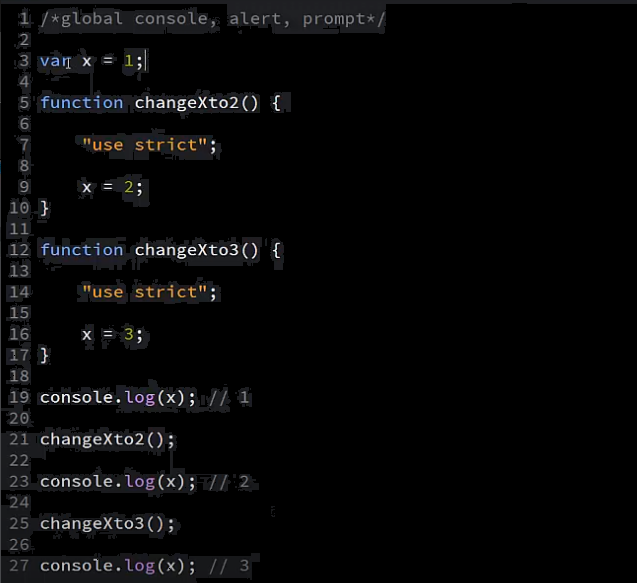 1 /*global console, alert, prompt*/
2
3 var x = 1;
4
5 function changeXto2() {
6
7 "use strict";
8
9 x = 2;
10 }
11
12 function changeXto3() {
13
14 "use strict";
15
16 x = 3;
17 }
18
19 console.log(x); // 1
20
21 changeXto2();
22
23 console.log(x); // 2
24
25 changeXto3();
26
27 console.log(x); // 3